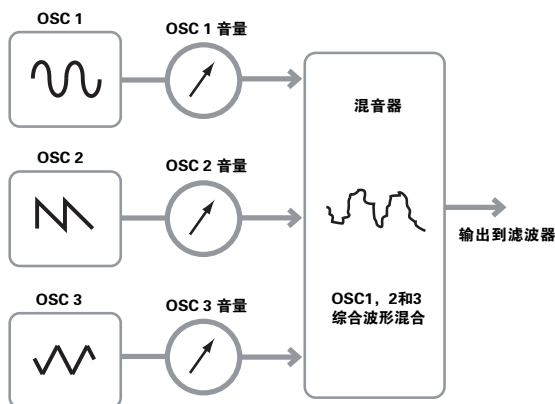 OSC 1
OSC 1 音量
混音器
OSC 2
OSC 2 音量
输出到滤波器
OSC1，2和3
综合波形混合
OSC 3
OSC 3 音量